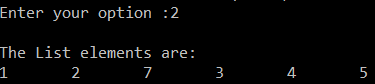 Enter your option :2
The List elements are:
1 2 7 3 4 5